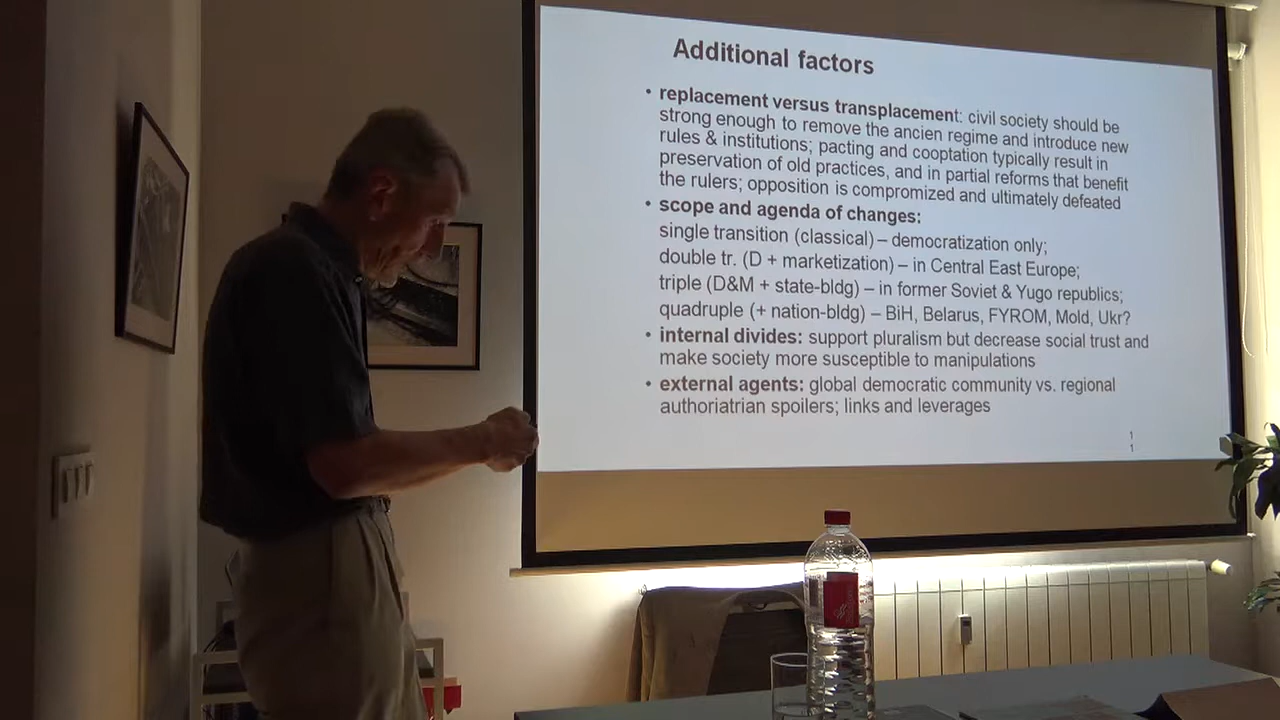 Additional factors
• replacement versus transplacement: civil society should be
strong enough to remove the ancien regime and introduce new
rules & institutions; pacting and cooptation typically result in
preservation of old practices, and in partial reforms that benefit
the rulers; opposition is compromized and ultimately defeated
• scope and agenda of changes:
single transition (classical) – democratization only;
double tr. (D + marketization) – in Central East Europe;
triple (D&M + state-bldg) – in former Soviet & Yugo republics;
quadruple (+ nation-bldg) – BiH, Belarus, FYROM, Mold, Ukr?
• internal divides: support pluralism but decrease social trust and
make society more susceptible to manipulations
• external agents: global democratic community vs. regional
authoriatrian spoilers; links and leverages
1
1